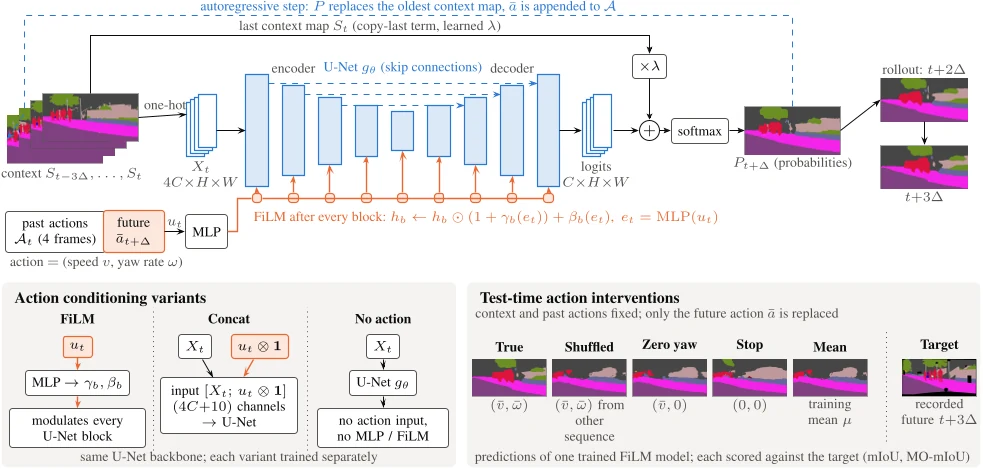 autoregressive step: P replaces the oldest context map, ā is appended to 𝒜
last context map S_t (copy-last term, learned λ)
×λ
encoder U-Net g_θ (skip connections) decoder
rollout: t+2Δ
one-hot
+
softmax
X_t
4C×H×W
logits
C×H×W
P_{t+Δ} (probabilities)
context S_{t−3Δ}, . . . , S_t
t+3Δ
FiLM after every block: h_b ← h_b ⊙ (1 + γ_b(e_t)) + β_b(e_t), e_t = MLP(u_t)
past actions
𝒜_t (4 frames)
future
ā_{t+Δ}
u_t
MLP
action = (speed v, yaw rate ω)
Action conditioning variants
FiLM
u_t
MLP → γ_b, β_b
modulates every
U-Net block
Concat
X_t
u_t ⊗ 1
input [X_t; u_t ⊗ 1]
(4C+10) channels
→ U-Net
No action
X_t
U-Net g_θ
no action input,
no MLP / FiLM
same U-Net backbone; each variant trained separately
Test-time action interventions
context and past actions fixed; only the future action ā is replaced
True
(v̄, ω̄)
Shuffled
(v̄, ω̄) from
other
sequence
Zero yaw
(v̄, 0)
Stop
(0, 0)
Mean
training
mean μ
Target
recorded
future t+3Δ
predictions of one trained FiLM model; each scored against the target (mIoU, MO-mIoU)